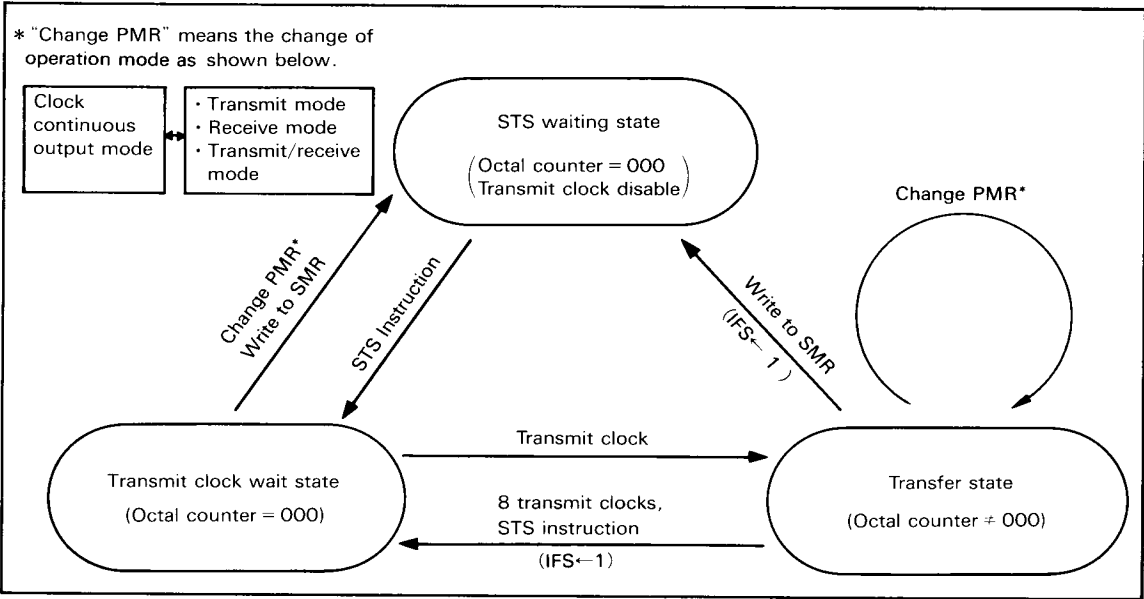 * "Change PMR" means the change of
operation mode as shown below.
Clock
continuous
output mode
· Transmit mode
· Receive mode
· Transmit/receive
mode
STS waiting state
(Octal counter = 000
Transmit clock disable)
Change PMR*
Change PMR*
Write to SMR
STS Instruction
Write to SMR
(IFS←1)
Transmit clock wait state
(Octal counter = 000)
Transmit clock
8 transmit clocks,
STS instruction
(IFS←1)
Transfer state
(Octal counter ≠ 000)